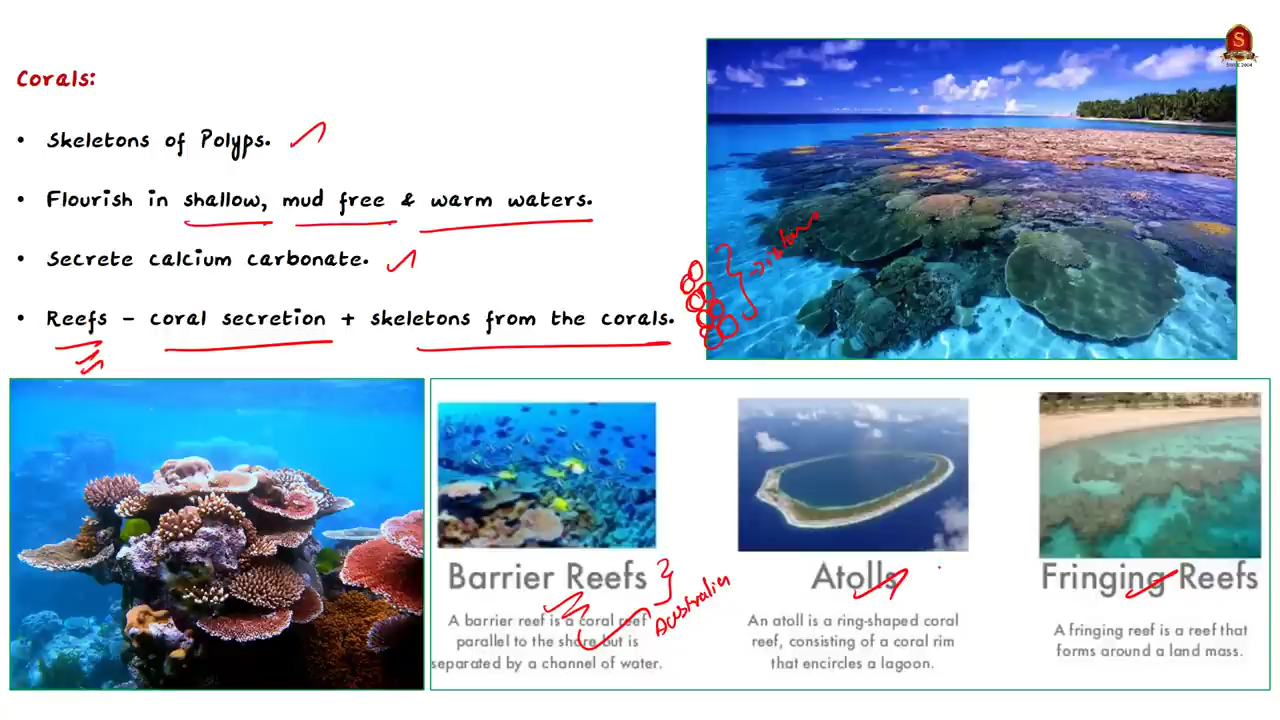 S
SINCE 2004
Corals:
• Skeletons of Polyps.
• Flourish in shallow, mud free & warm waters.
• Secrete calcium carbonate.
• Reefs - coral secretion + skeletons from the corals.
Barrier Reefs
Australia
A barrier reef is a coral reef
parallel to the shore but is
separated by a channel of water.
Atolls
An atoll is a ring-shaped coral
reef, consisting of a coral rim
that encircles a lagoon.
Fringing Reefs
A fringing reef is a reef that
forms around a land mass.